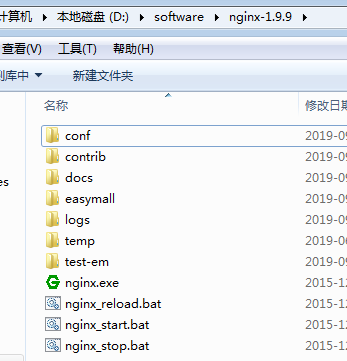 计算机 ▸ 本地磁盘 (D:) ▸ software ▸ nginx-1.9.9 ▸
查看(V) 工具(T) 帮助(H)
到库中 ▼ 新建文件夹
名称 修改日期
conf 2019-09
contrib 2019-09
docs 2019-09
es easymall 2019-09
logs 2019-09
temp 2019-06
test-em 2019-09
nginx.exe 2015-12
nginx_reload.bat 2015-12
nginx_start.bat 2015-12
nginx_stop.bat 2015-12